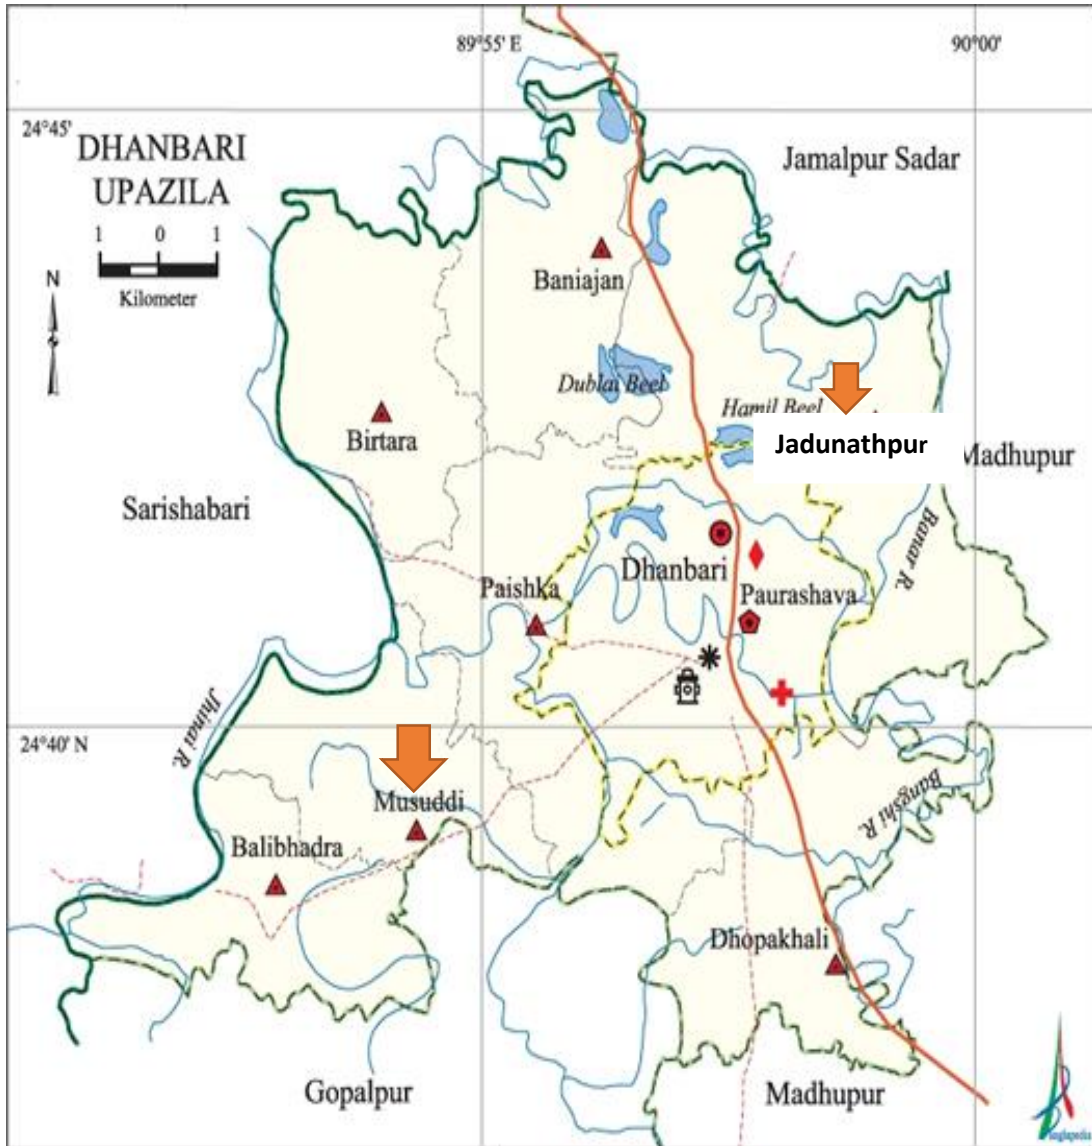 89°55' E
90°00'
24°45'
DHANBARI
UPAZILA
1 0 1
Kilometer
N
Jamalpur Sadar
Baniajan
Dublai Beel
Hamil Beel
Birtara
Jadunathpur
Madhupur
Sarishabari
Banar R.
Dhanbari
Paishka
Paurashava
Jhinai R.
24°40' N
Bangshi R.
Musuddi
Balibhadra
Dhopakhali
Gopalpur
Madhupur